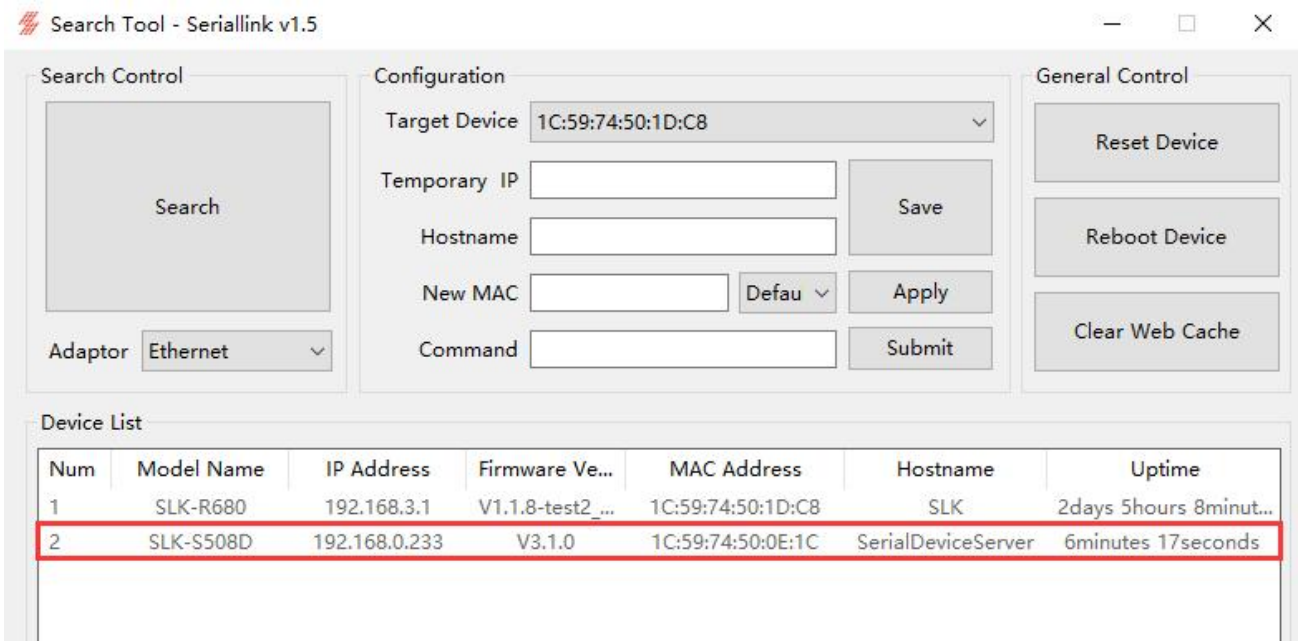 Search Tool - Seriallink v1.5
Search Control
Search
Adaptor Ethernet
Configuration
Target Device 1C:59:74:50:1D:C8
Temporary IP
Hostname
Save
New MAC Defau Apply
Command Submit
General Control
Reset Device
Reboot Device
Clear Web Cache
Device List
Num Model Name IP Address Firmware Ve... MAC Address Hostname Uptime
1 SLK-R680 192.168.3.1 V1.1.8-test2_... 1C:59:74:50:1D:C8 SLK 2days 5hours 8minut...
2 SLK-S508D 192.168.0.233 V3.1.0 1C:59:74:50:0E:1C SerialDeviceServer 6minutes 17seconds